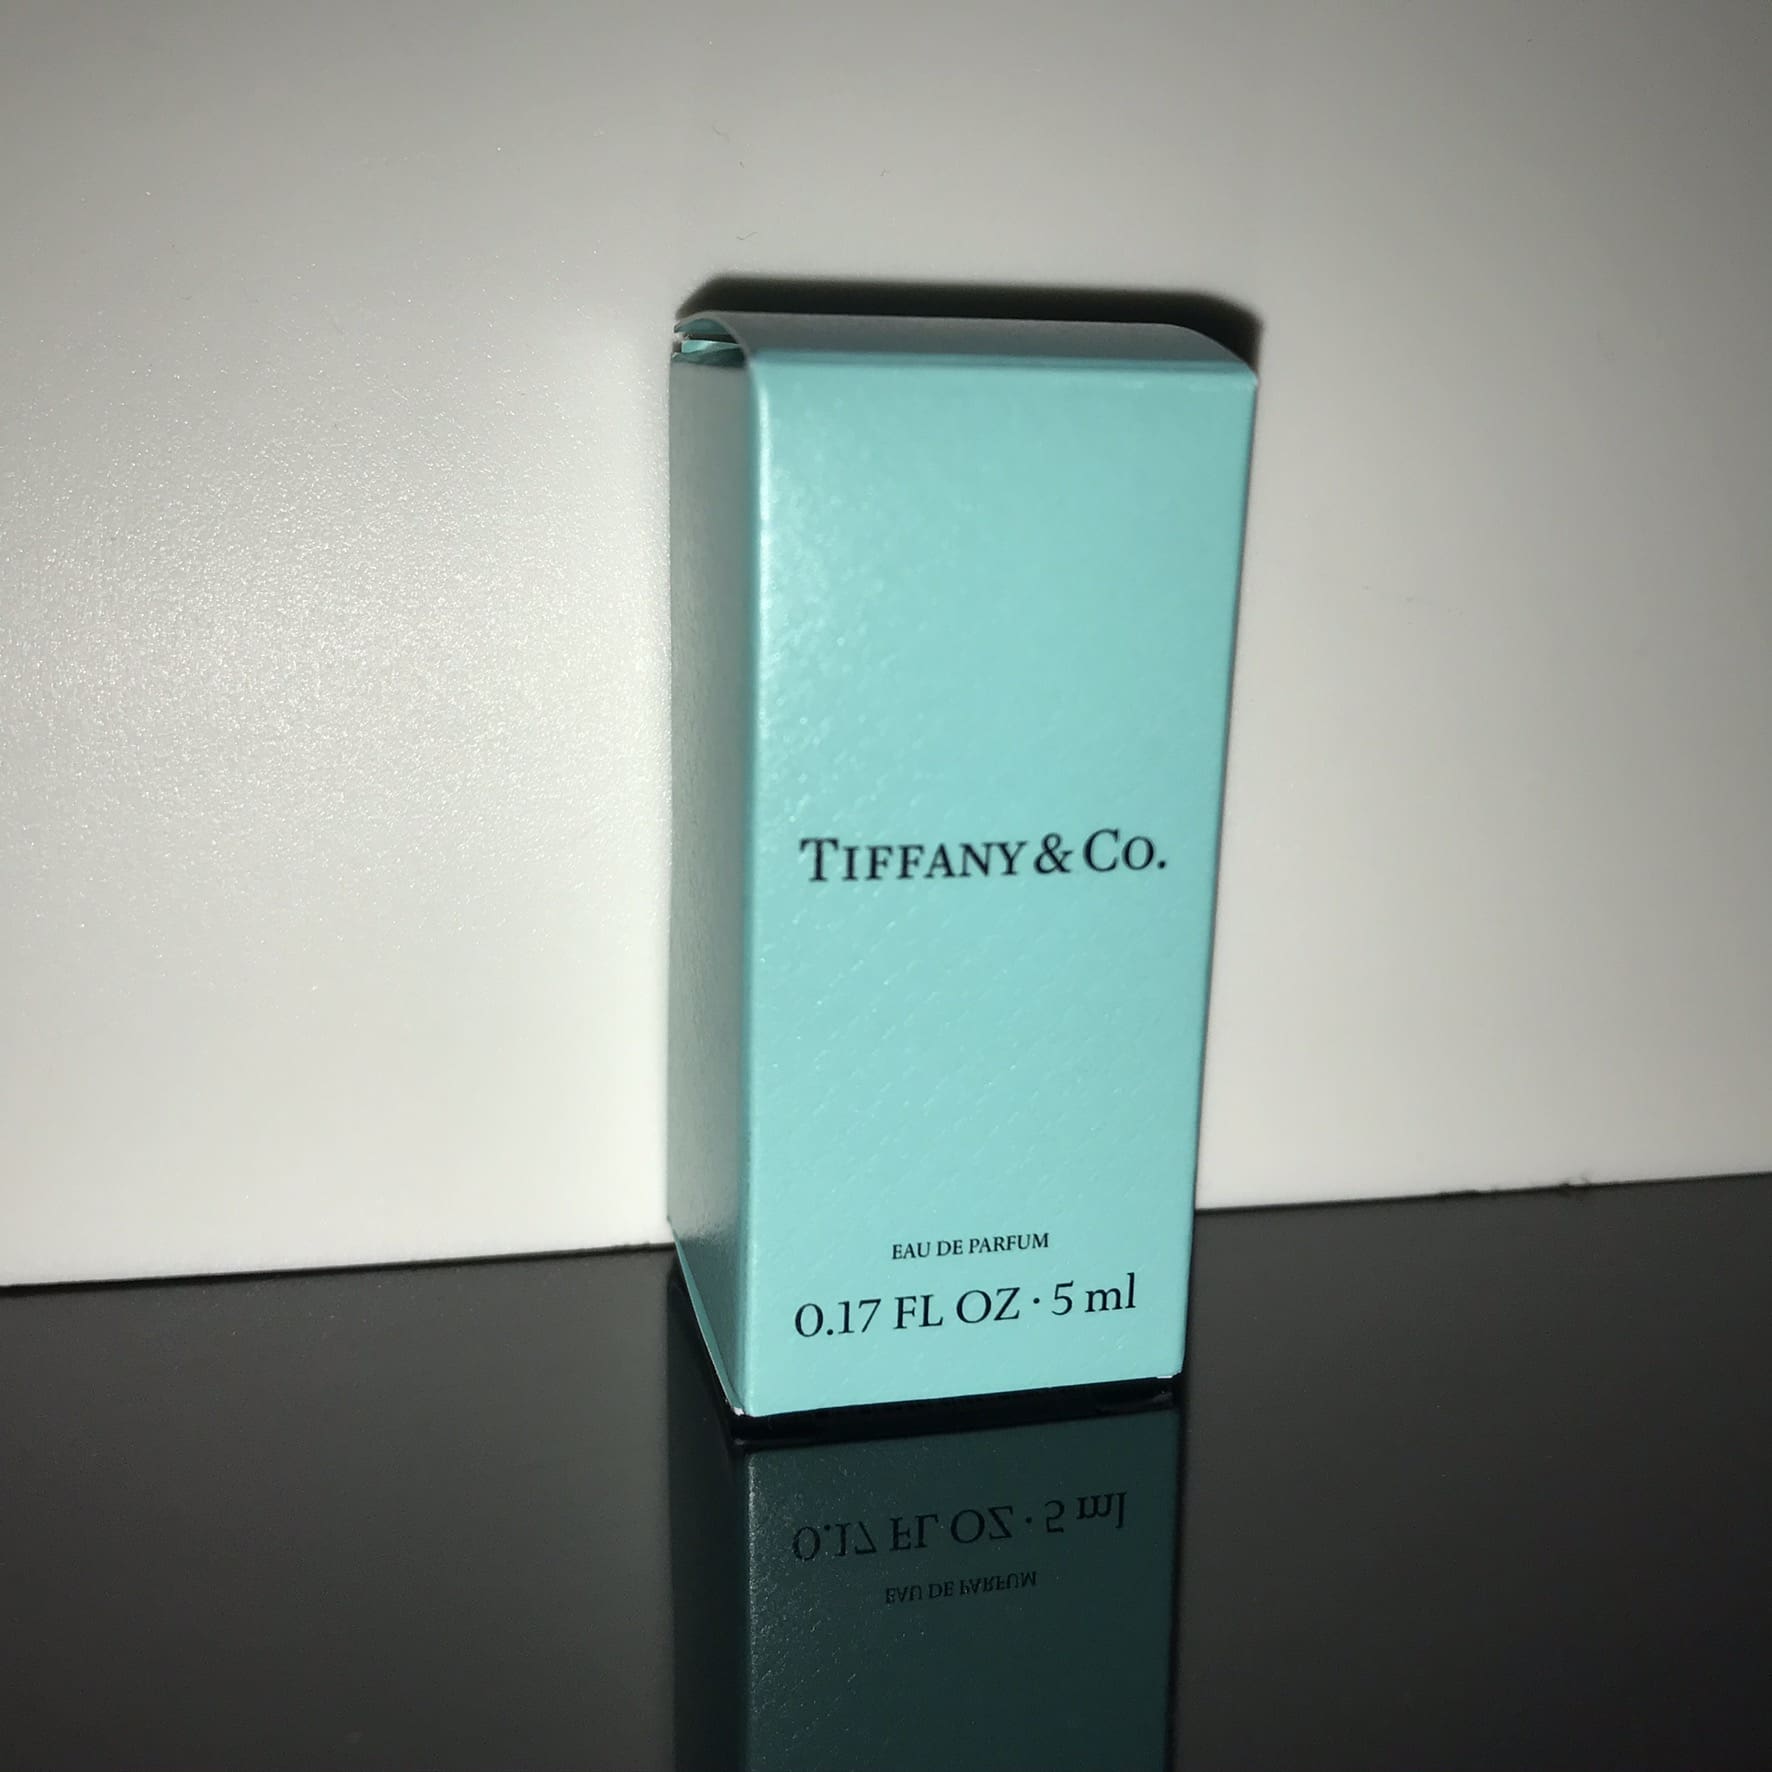 TIFFANY & CO.
EAU DE PARFUM
0.17 FL OZ · 5 ml